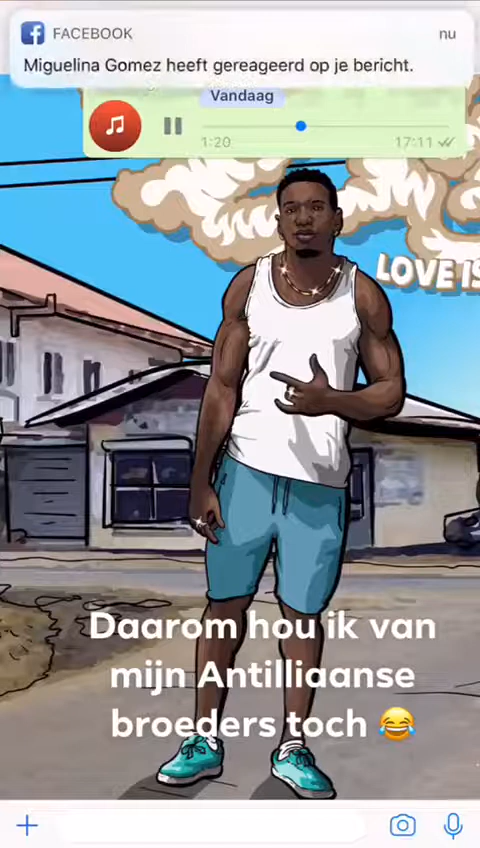 FACEBOOK nu
Miguelina Gomez heeft gereageerd op je bericht.
Vandaag
1:20 17:11
LOVE IS
Daarom hou ik van
mijn Antilliaanse
broeders toch 😂